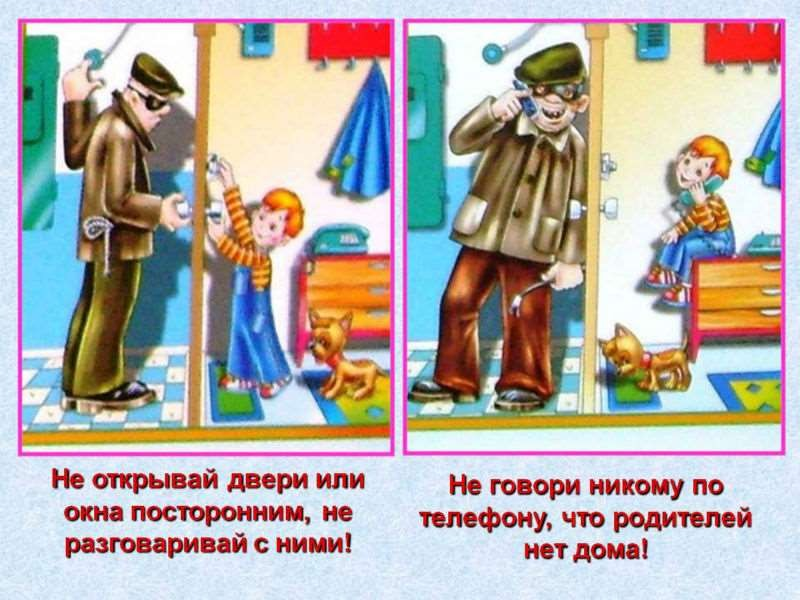 Не открывай двери или
окна посторонним, не
разговаривай с ними!
Не говори никому по
телефону, что родителей
нет дома!